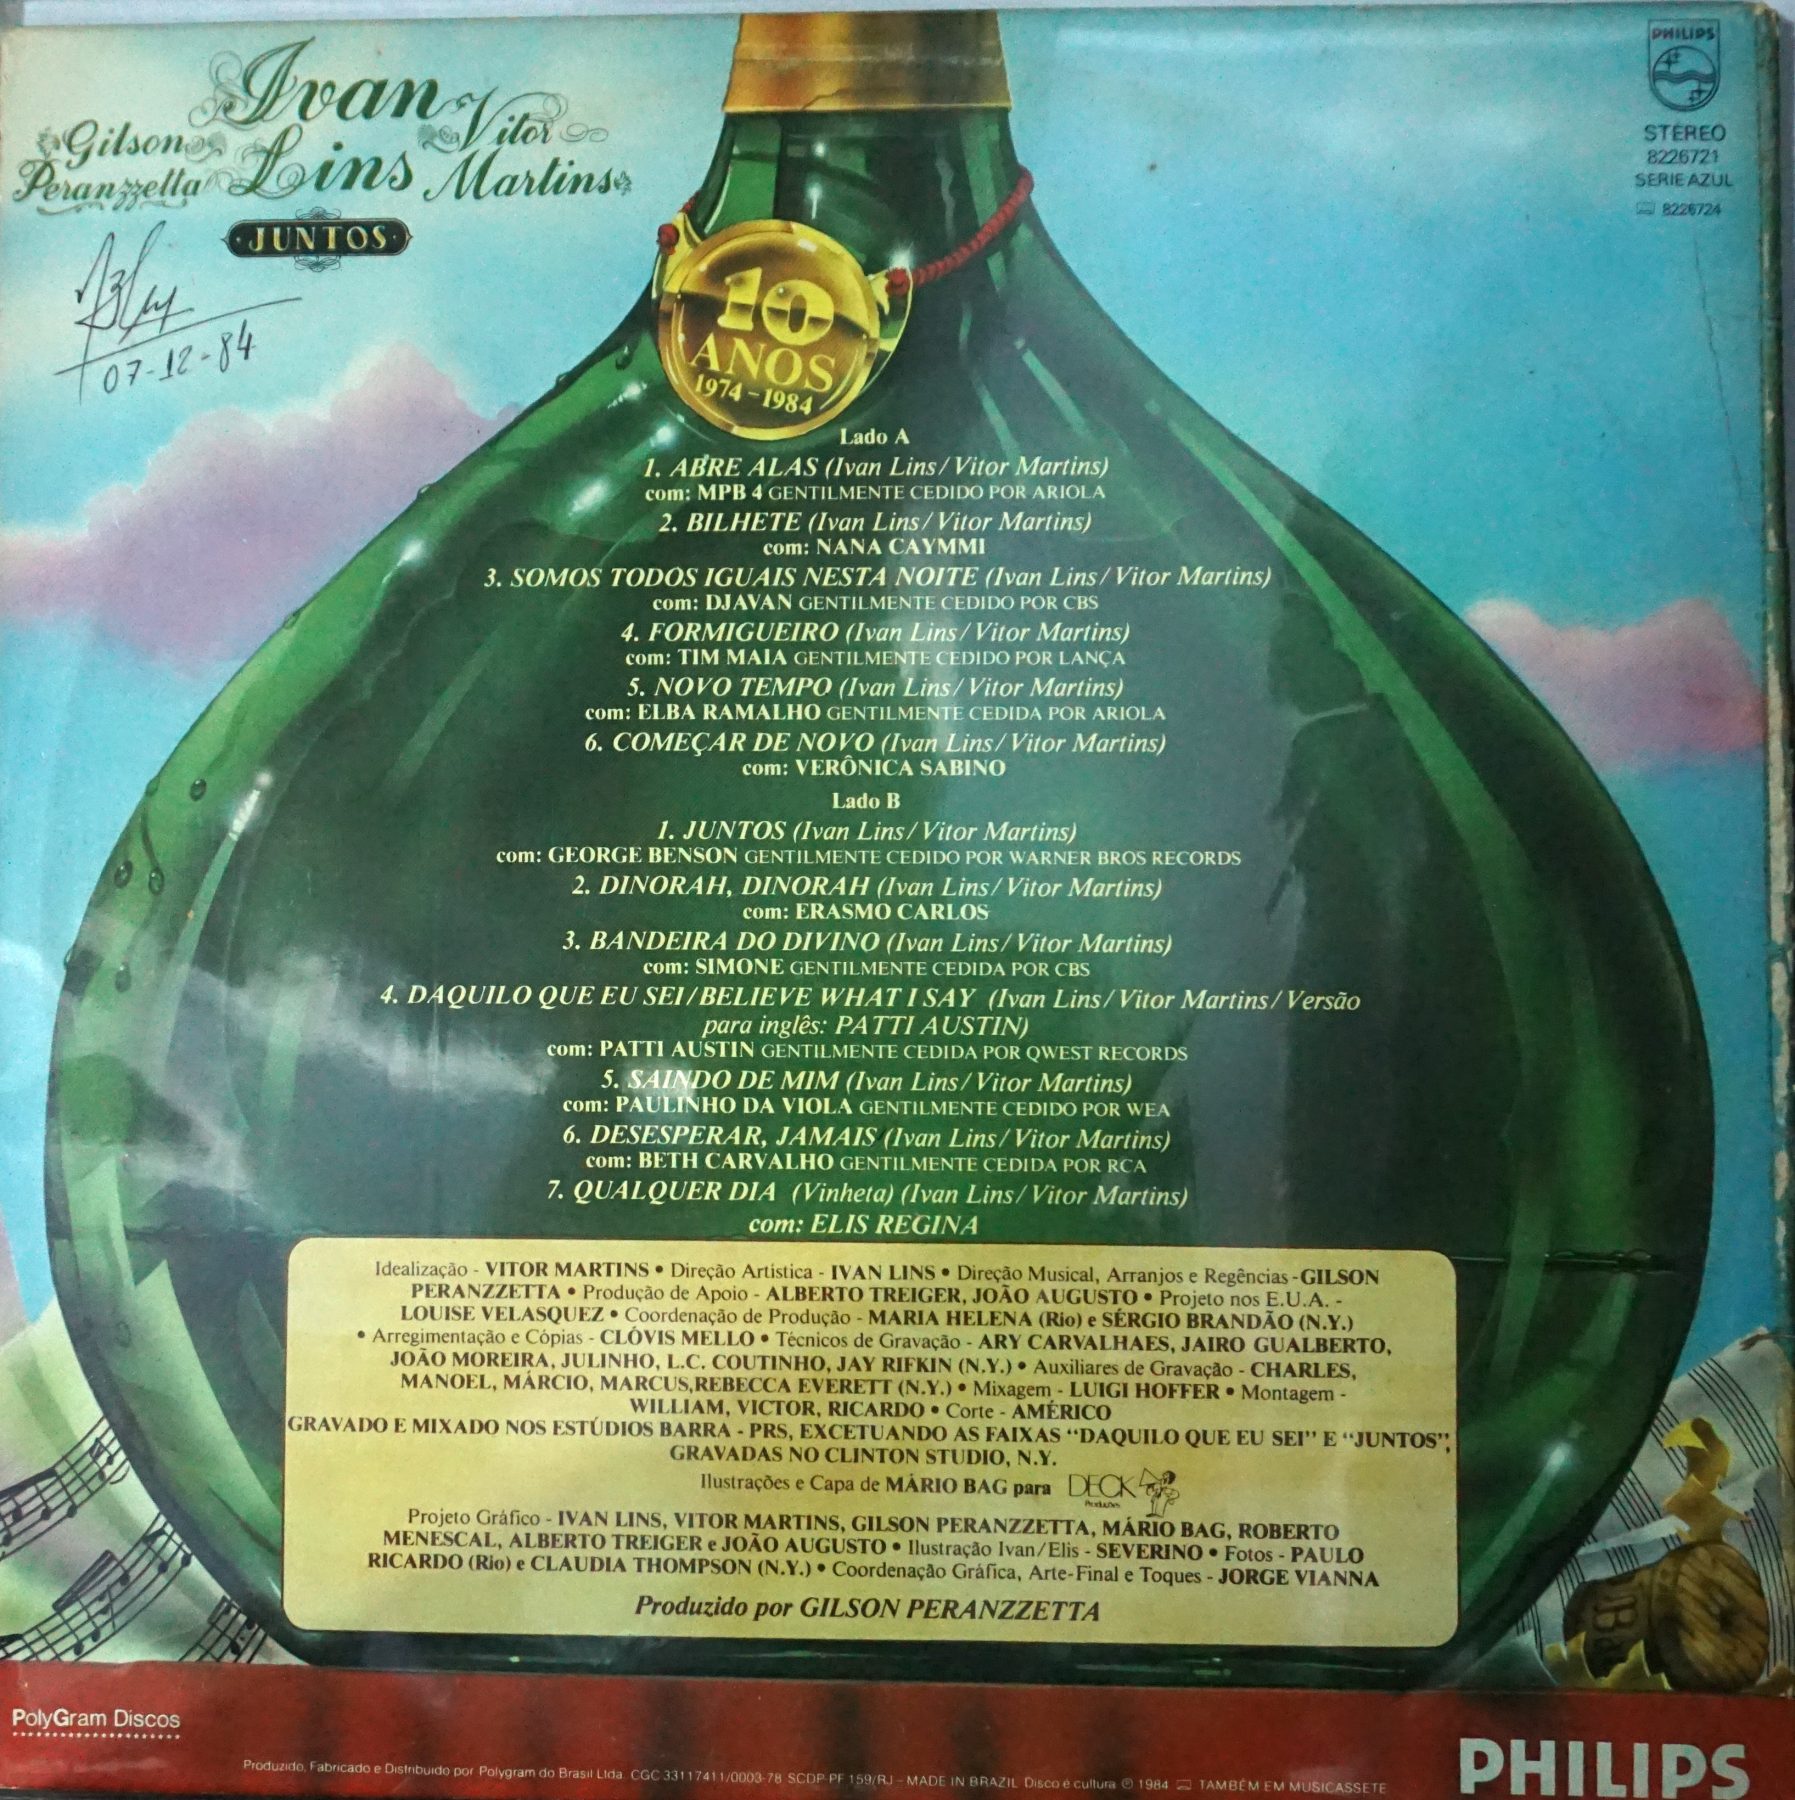 Ivan Lins
Gilson Peranzzetta
Vitor Martins
JUNTOS
07-12-84
PHILIPS
STEREO
8226721
SERIE AZUL
8226724
10
ANOS
1974-1984
Lado A
1. ABRE ALAS (Ivan Lins/Vitor Martins)
com: MPB 4 GENTILMENTE CEDIDO POR ARIOLA
2. BILHETE (Ivan Lins/Vitor Martins)
com: NANA CAYMMI
3. SOMOS TODOS IGUAIS NESTA NOITE (Ivan Lins/Vitor Martins)
com: DJAVAN GENTILMENTE CEDIDO POR CBS
4. FORMIGUEIRO (Ivan Lins/Vitor Martins)
com: TIM MAIA GENTILMENTE CEDIDO POR LANÇA
5. NOVO TEMPO (Ivan Lins/Vitor Martins)
com: ELBA RAMALHO GENTILMENTE CEDIDA POR ARIOLA
6. COMEÇAR DE NOVO (Ivan Lins/Vitor Martins)
com: VERÔNICA SABINO
Lado B
1. JUNTOS (Ivan Lins/Vitor Martins)
com: GEORGE BENSON GENTILMENTE CEDIDO POR WARNER BROS RECORDS
2. DINORAH, DINORAH (Ivan Lins/Vitor Martins)
com: ERASMO CARLOS
3. BANDEIRA DO DIVINO (Ivan Lins/Vitor Martins)
com: SIMONE GENTILMENTE CEDIDA POR CBS
4. DAQUILO QUE EU SEI/BELIEVE WHAT I SAY (Ivan Lins/Vitor Martins/Versão
para inglês: PATTI AUSTIN)
com: PATTI AUSTIN GENTILMENTE CEDIDA POR QWEST RECORDS
5. SAINDO DE MIM (Ivan Lins/Vitor Martins)
com: PAULINHO DA VIOLA GENTILMENTE CEDIDO POR WEA
6. DESESPERAR, JAMAIS (Ivan Lins/Vitor Martins)
com: BETH CARVALHO GENTILMENTE CEDIDA POR RCA
7. QUALQUER DIA (Vinheta) (Ivan Lins/Vitor Martins)
com: ELIS REGINA
Idealização - VITOR MARTINS • Direção Artística - IVAN LINS • Direção Musical, Arranjos e Regências - GILSON
PERANZZETTA • Produção de Apoio - ALBERTO TREIGER, JOÃO AUGUSTO • Projeto nos E.U.A. -
LOUISE VELASQUEZ • Coordenação de Produção - MARIA HELENA (Rio) e SÉRGIO BRANDÃO (N.Y.)
• Arregimentação e Cópias - CLÓVIS MELLO • Técnicos de Gravação - ARY CARVALHAES, JAIRO GUALBERTO,
JOÃO MOREIRA, JULINHO, L.C. COUTINHO, JAY RIFKIN (N.Y.) • Auxiliares de Gravação - CHARLES,
MANOEL, MÁRCIO, MARCUS,REBECCA EVERETT (N.Y.) • Mixagem - LUIGI HOFFER • Montagem -
WILLIAM, VICTOR, RICARDO • Corte - AMÉRICO
GRAVADO E MIXADO NOS ESTÚDIOS BARRA - PRS, EXCETUANDO AS FAIXAS "DAQUILO QUE EU SEI" E "JUNTOS",
GRAVADAS NO CLINTON STUDIO, N.Y.
Ilustrações e Capa de MÁRIO BAG para DECK
Produções
Projeto Gráfico - IVAN LINS, VITOR MARTINS, GILSON PERANZZETTA, MÁRIO BAG, ROBERTO
MENESCAL, ALBERTO TREIGER e JOÃO AUGUSTO • Ilustração Ivan/Elis - SEVERINO • Fotos - PAULO
RICARDO (Rio) e CLAUDIA THOMPSON (N.Y.) • Coordenação Gráfica, Arte-Final e Toques - JORGE VIANNA
Produzido por GILSON PERANZZETTA
PolyGram Discos
Produzido, Fabricado e Distribuido por Polygram do Brasil Ltda. CGC 33117411/0003-78 SCDP-PF 159/RJ - MADE IN BRAZIL Disco é cultura ℗ 1984 TAMBÉM EM MUSICASSETE
PHILIPS